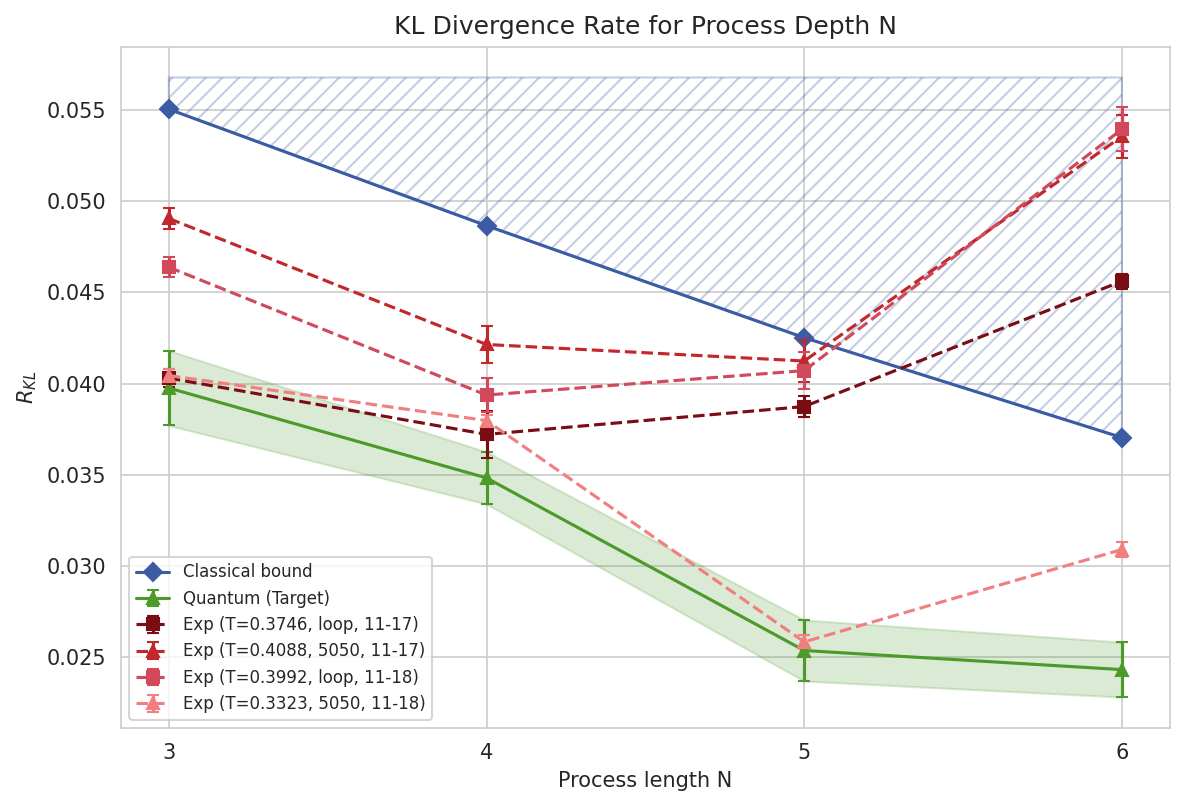 KL Divergence Rate for Process Depth N
0.055
0.050
0.045
0.040
0.035
0.030
0.025
R_KL
Classical bound
Quantum (Target)
Exp (T=0.3746, loop, 11-17)
Exp (T=0.4088, 5050, 11-17)
Exp (T=0.3992, loop, 11-18)
Exp (T=0.3323, 5050, 11-18)
3 4 5 6
Process length N